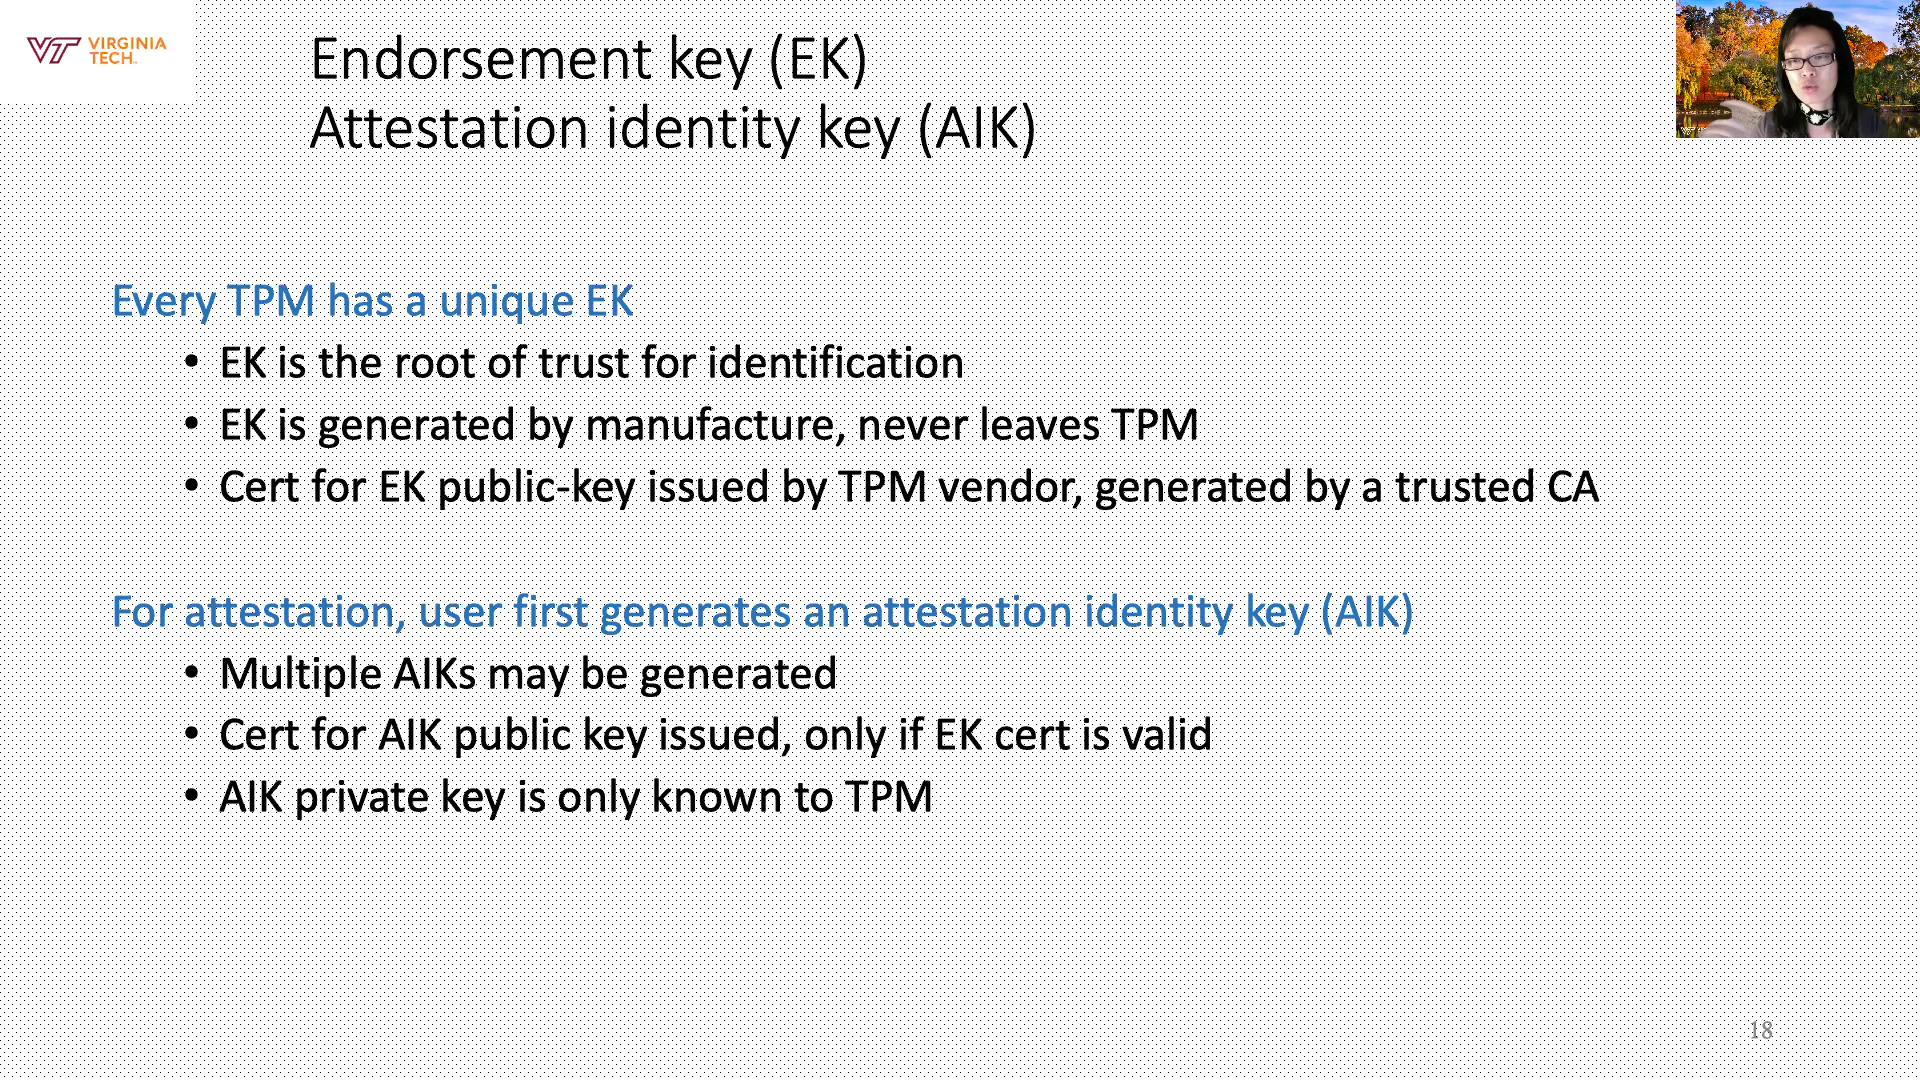 VT VIRGINIA
TECH
Endorsement key (EK)
Attestation identity key (AIK)
Every TPM has a unique EK
• EK is the root of trust for identification
• EK is generated by manufacture, never leaves TPM
• Cert for EK public-key issued by TPM vendor, generated by a trusted CA
For attestation, user first generates an attestation identity key (AIK)
• Multiple AIKs may be generated
• Cert for AIK public key issued, only if EK cert is valid
• AIK private key is only known to TPM
18